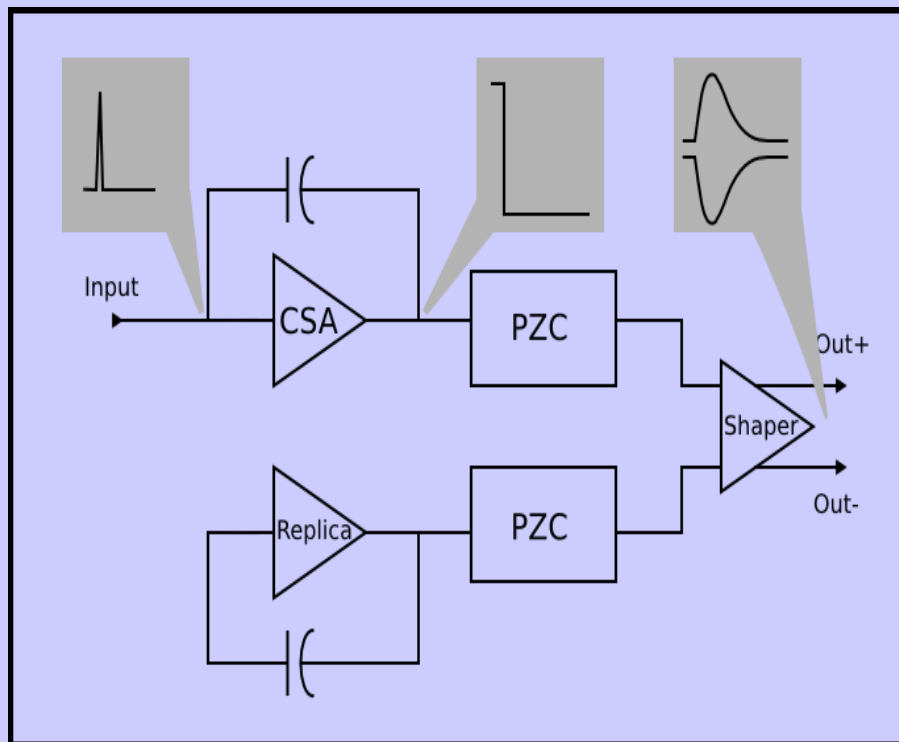 Input
CSA
PZC
Out+
Shaper
Out-
Replica
PZC